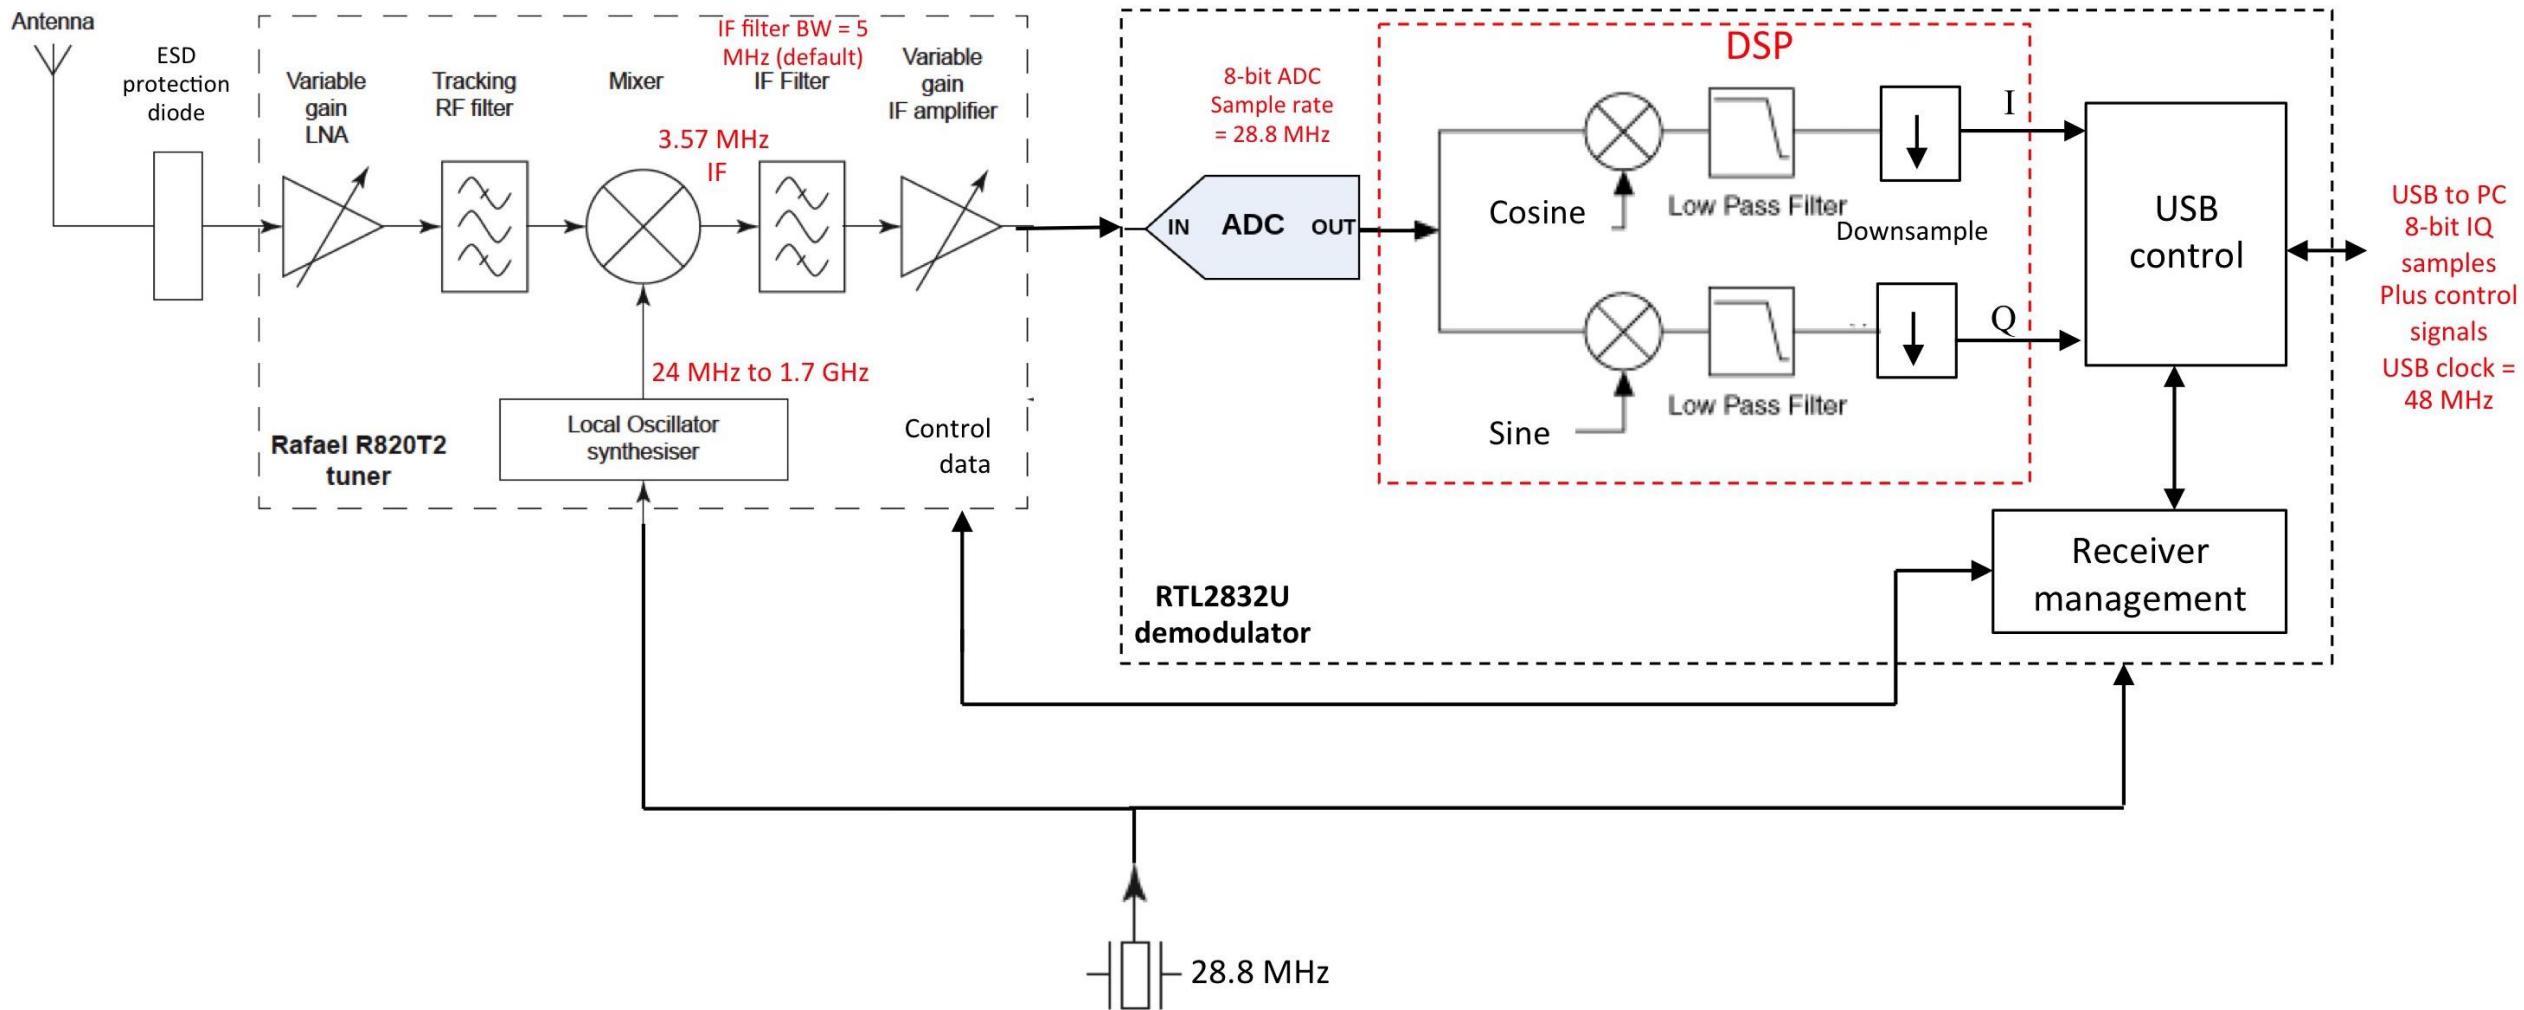 Antenna
ESD
protection
diode
Variable
gain
LNA
Tracking
RF filter
Mixer
IF filter BW = 5
MHz (default)
IF Filter
Variable
gain
IF amplifier
3.57 MHz
IF
24 MHz to 1.7 GHz
Local Oscillator
synthesiser
Rafael R820T2
tuner
Control
data
8-bit ADC
Sample rate
= 28.8 MHz
IN
ADC
OUT
DSP
Cosine
Low Pass Filter
Downsample
I
Sine
Low Pass Filter
Q
USB
control
USB to PC
8-bit IQ
samples
Plus control
signals
USB clock =
48 MHz
Receiver
management
RTL2832U
demodulator
28.8 MHz